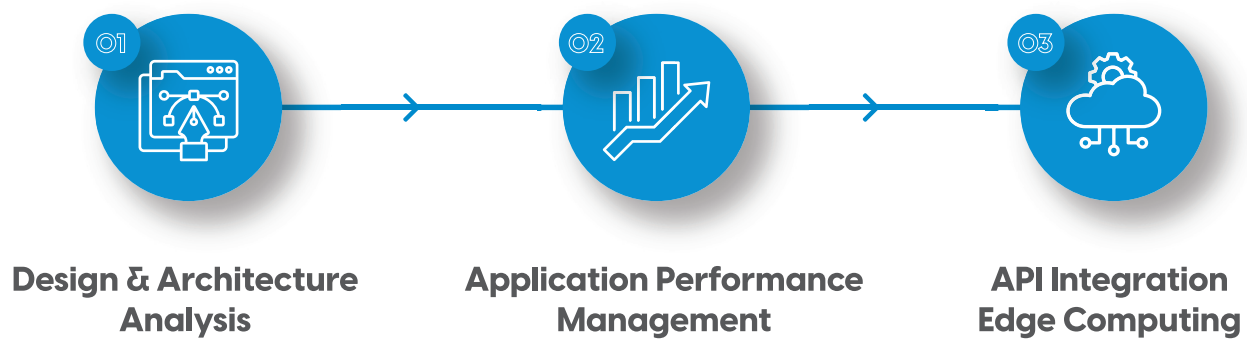 01
02
03
Design & Architecture
Analysis
Application Performance
Management
API Integration
Edge Computing